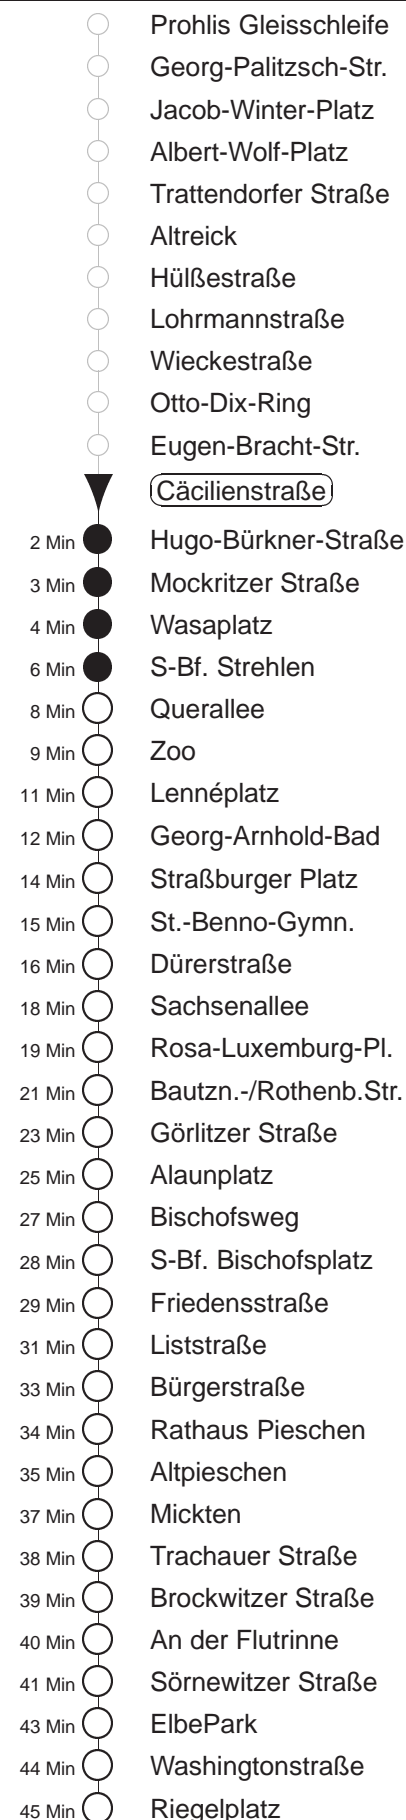 Prohlis Gleisschleife
Georg-Palitzsch-Str.
Jacob-Winter-Platz
Albert-Wolf-Platz
Trattendorfer Straße
Altreick
Hülßestraße
Lohrmannstraße
Wieckestraße
Otto-Dix-Ring
Eugen-Bracht-Str.
Cäcilienstraße
2 Min Hugo-Bürkner-Straße
3 Min Mockritzer Straße
4 Min Wasaplatz
6 Min S-Bf. Strehlen
8 Min Querallee
9 Min Zoo
11 Min Lennéplatz
12 Min Georg-Arnhold-Bad
14 Min Straßburger Platz
15 Min St.-Benno-Gymn.
16 Min Dürerstraße
18 Min Sachsenallee
19 Min Rosa-Luxemburg-Pl.
21 Min Bautzn.-/Rothenb.Str.
23 Min Görlitzer Straße
25 Min Alaunplatz
27 Min Bischofsweg
28 Min S-Bf. Bischofsplatz
29 Min Friedensstraße
31 Min Liststraße
33 Min Bürgerstraße
34 Min Rathaus Pieschen
35 Min Altpieschen
37 Min Mickten
38 Min Trachauer Straße
39 Min Brockwitzer Straße
40 Min An der Flutrinne
41 Min Sörnewitzer Straße
43 Min ElbePark
44 Min Washingtonstraße
45 Min Riegelplatz